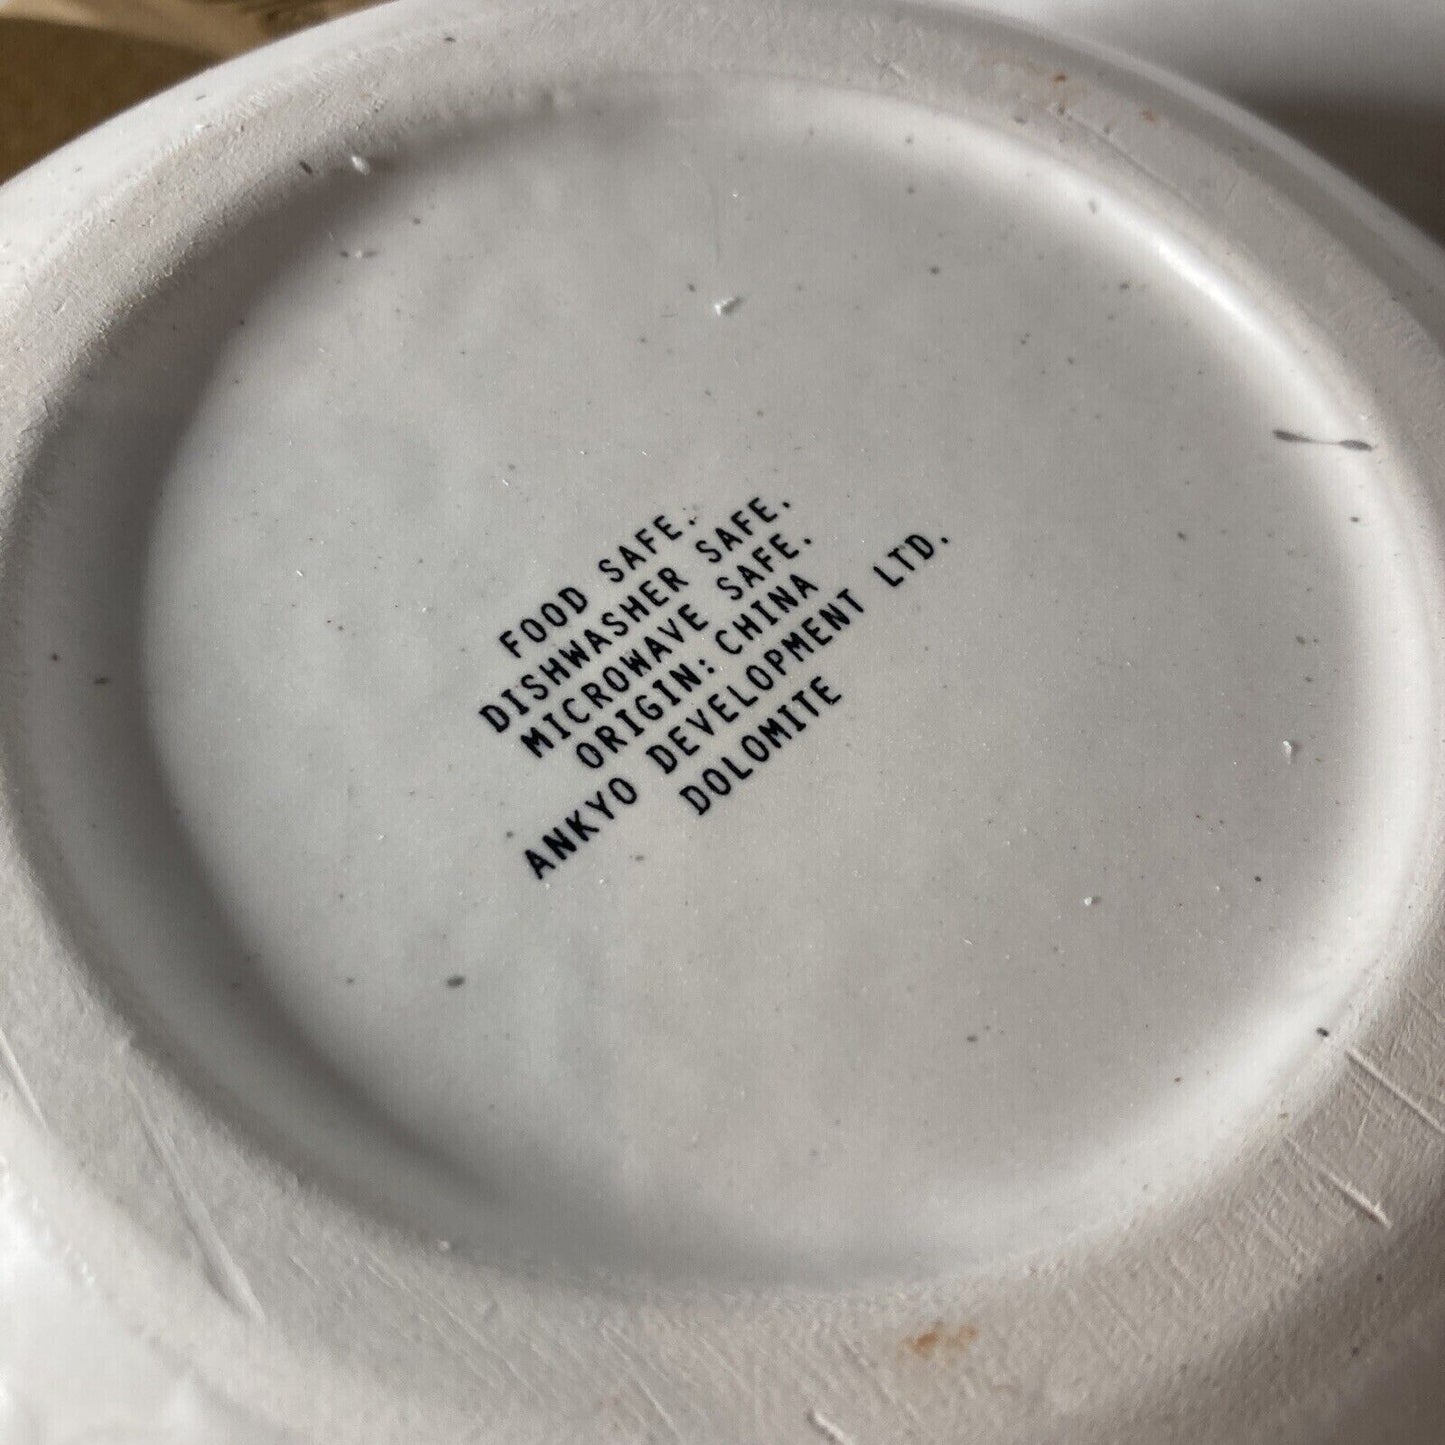 FOOD SAFE.
DISHWASHER SAFE.
MICROWAVE SAFE.
ORIGIN: CHINA
ANKYO DEVELOPMENT LTD.
DOLOMITE